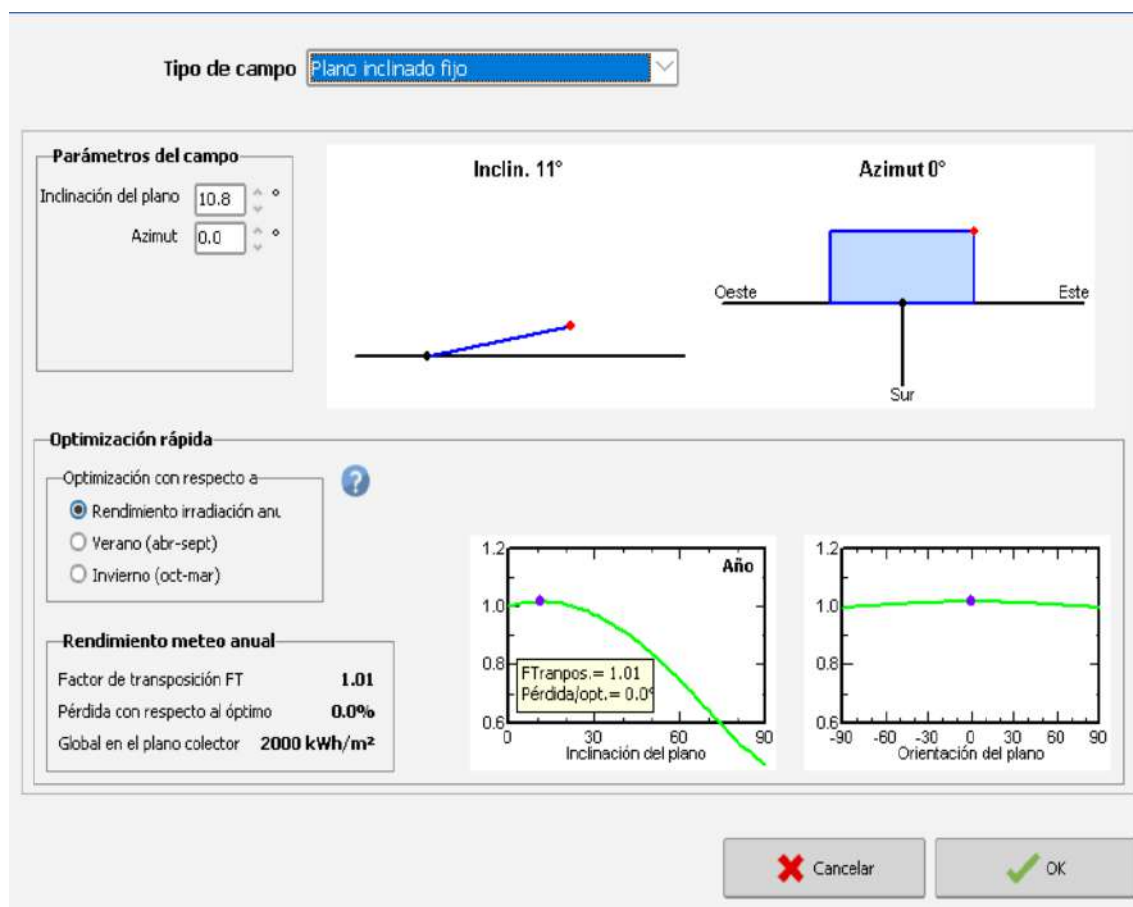 Tipo de campo Plano inclinado fijo
Parámetros del campo
Inclinación del plano 10.8 °
Azimut 0.0 °
Inclin. 11°
Azimut 0°
Oeste
Este
Sur
Optimización rápida
Optimización con respecto a
Rendimiento irradiación anu
Verano (abr-sept)
Invierno (oct-mar)
?
Rendimiento meteo anual
Factor de transposición FT 1.01
Pérdida con respecto al óptimo 0.0%
Global en el plano colector 2000 kWh/m²
1.2
1.0
0.8
0.6
Año
FTranpos.= 1.01
Pérdida/opt.= 0.0%
0 30 60 90
Inclinación del plano
1.2
1.0
0.8
0.6
-90 -60 -30 0 30 60 90
Orientación del plano
Cancelar
OK